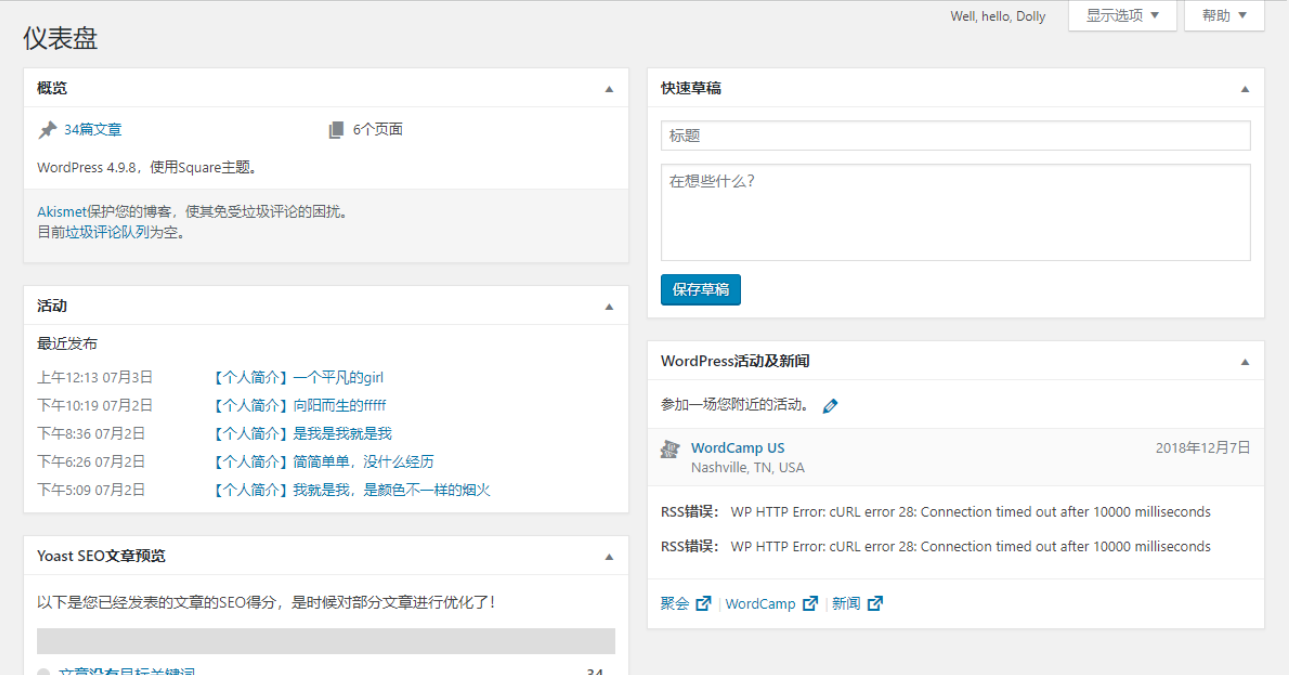 Well, hello, Dolly
显示选项
帮助
仪表盘
概览
34篇文章
6个页面
WordPress 4.9.8，使用Square主题。
Akismet保护您的博客，使其免受垃圾评论的困扰。
目前垃圾评论队列为空。
活动
最近发布
上午12:13 07月3日 【个人简介】一个平凡的girl
下午10:19 07月2日 【个人简介】向阳而生的fffff
下午8:36 07月2日 【个人简介】是我是我就是我
下午6:26 07月2日 【个人简介】简简单单，没什么经历
下午5:09 07月2日 【个人简介】我就是我，是颜色不一样的烟火
Yoast SEO文章预览
以下是您已经发表的文章的SEO得分，是时候对部分文章进行优化了！
文章没有目标关键词 34
快速草稿
标题
在想些什么？
保存草稿
WordPress活动及新闻
参加一场您附近的活动。
WordCamp US 2018年12月7日
Nashville, TN, USA
RSS错误： WP HTTP Error: cURL error 28: Connection timed out after 10000 milliseconds
RSS错误： WP HTTP Error: cURL error 28: Connection timed out after 10000 milliseconds
聚会 | WordCamp | 新闻